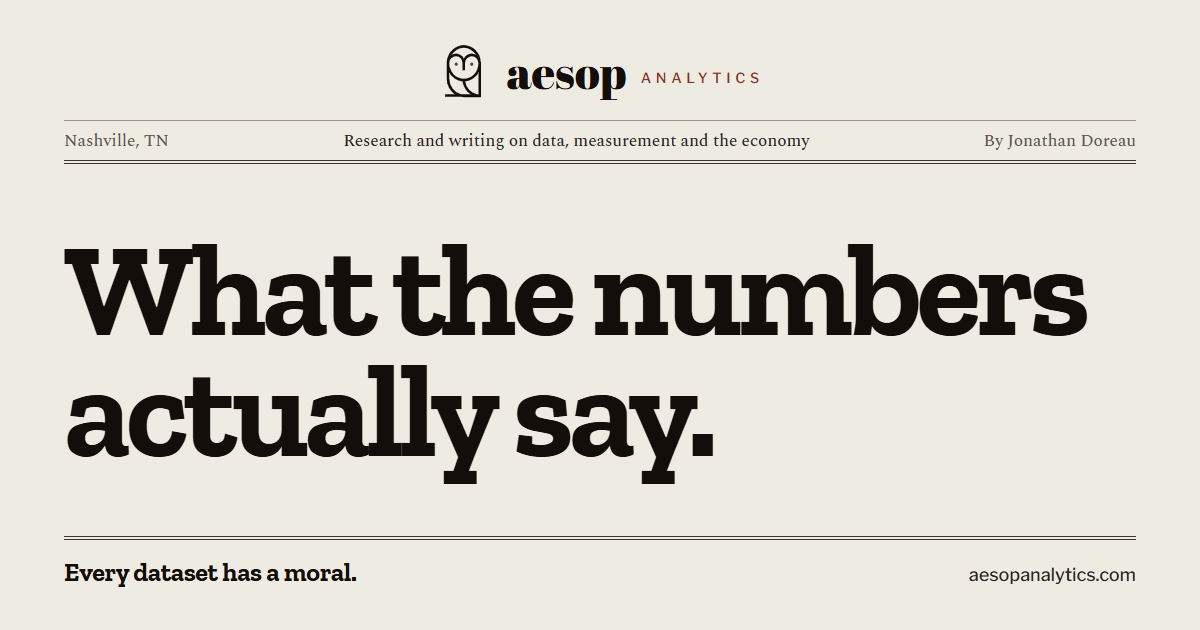 aesop ANALYTICS
Nashville, TN
Research and writing on data, measurement and the economy
By Jonathan Doreau
What the numbers
actually say.
Every dataset has a moral.
aesopanalytics.com